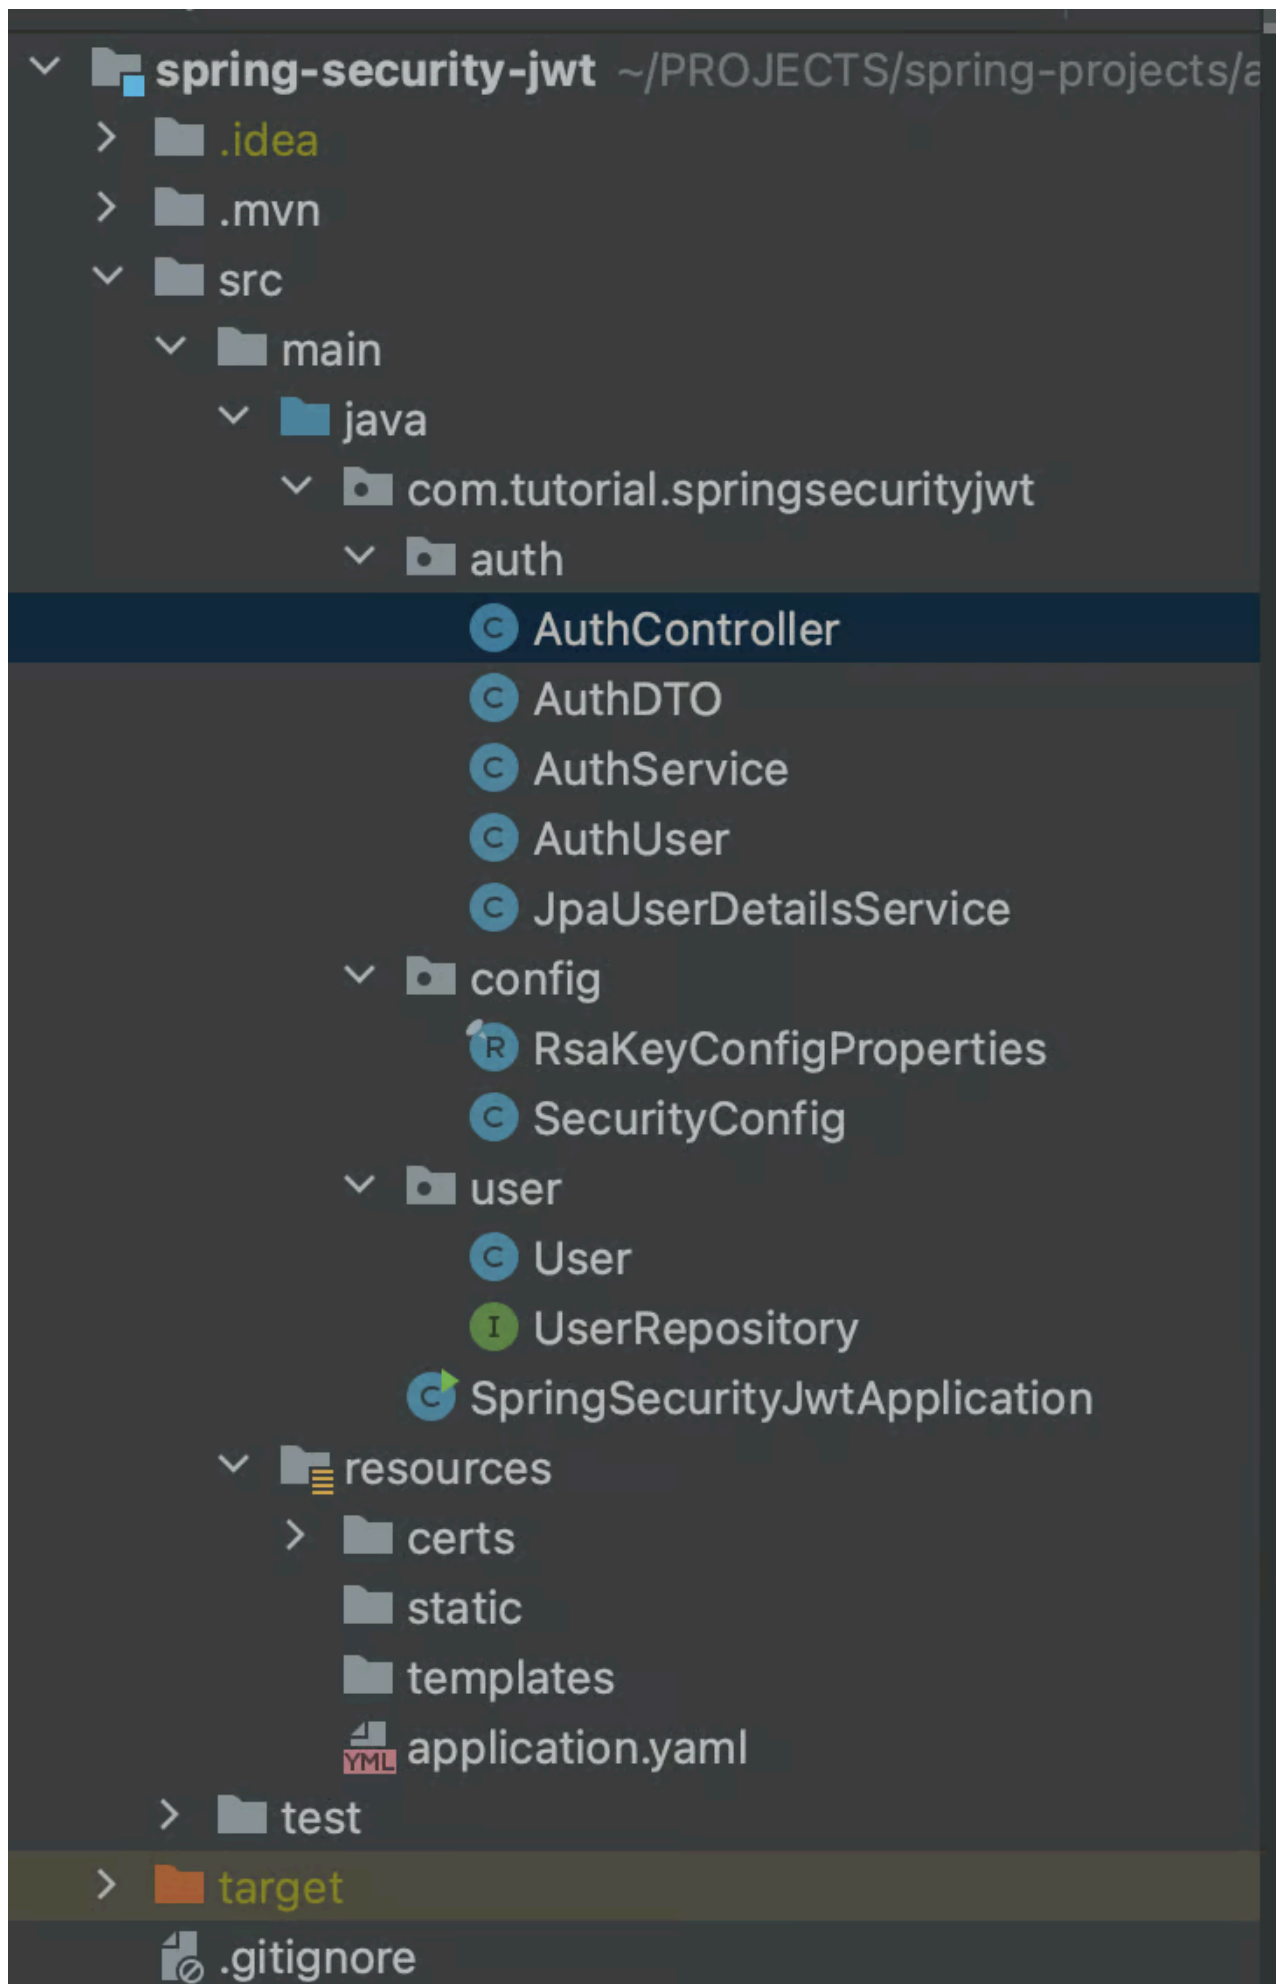 spring-security-jwt ~/PROJECTS/spring-projects/a
.idea
.mvn
src
main
java
com.tutorial.springsecurityjwt
auth
C AuthController
C AuthDTO
C AuthService
C AuthUser
C JpaUserDetailsService
config
R RsaKeyConfigProperties
C SecurityConfig
user
C User
I UserRepository
C SpringSecurityJwtApplication
resources
certs
static
templates
YML application.yaml
test
target
.gitignore